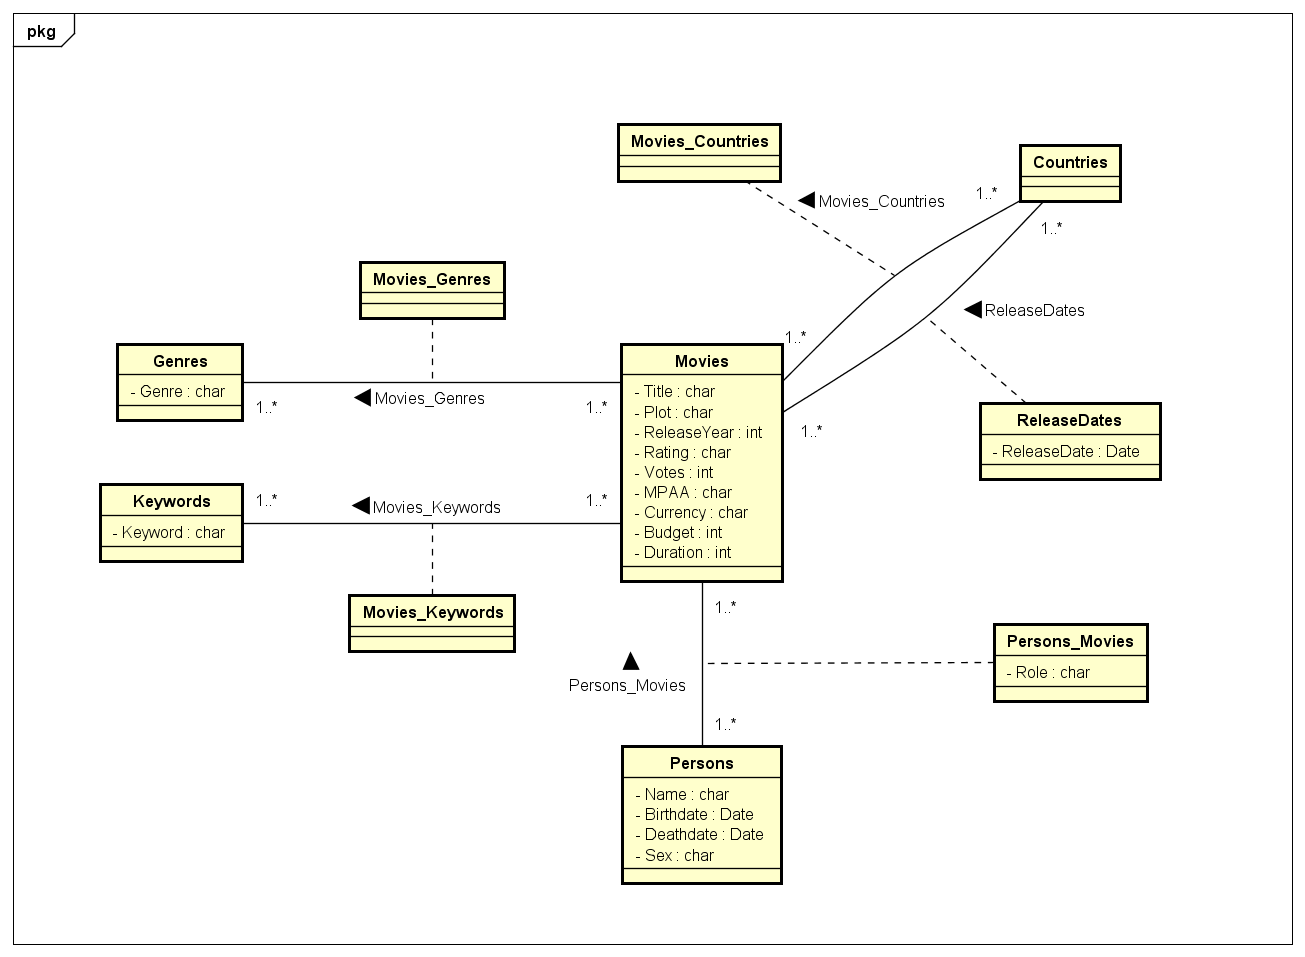 pkg
Movies_Countries
Countries
Movies_Countries
1..*
1..*
Movies_Genres
ReleaseDates
1..*
Genres
- Genre : char
Movies_Genres
1..*
1..*
Movies
- Title : char
- Plot : char
- ReleaseYear : int
- Rating : char
- Votes : int
- MPAA : char
- Currency : char
- Budget : int
- Duration : int
1..*
ReleaseDates
- ReleaseDate : Date
Keywords
- Keyword : char
1..*
Movies_Keywords
1..*
Movies_Keywords
1..*
Persons_Movies
Persons_Movies
- Role : char
1..*
Persons
- Name : char
- Birthdate : Date
- Deathdate : Date
- Sex : char